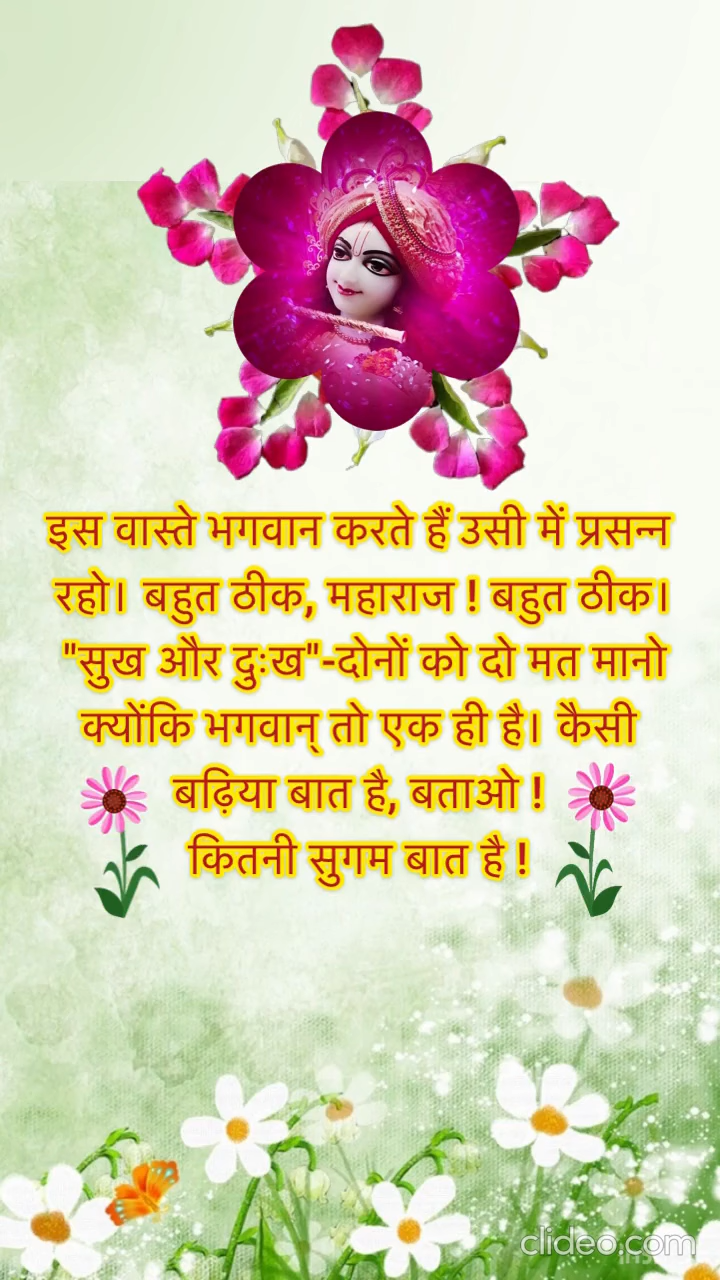 इस वास्ते भगवान करते हैं उसी में प्रसन्न
रहो। बहुत ठीक, महाराज ! बहुत ठीक।
"सुख और दुःख"-दोनों को दो मत मानो
क्योंकि भगवान् तो एक ही है। कैसी
बढ़िया बात है, बताओ !
कितनी सुगम बात है !
clideo.com